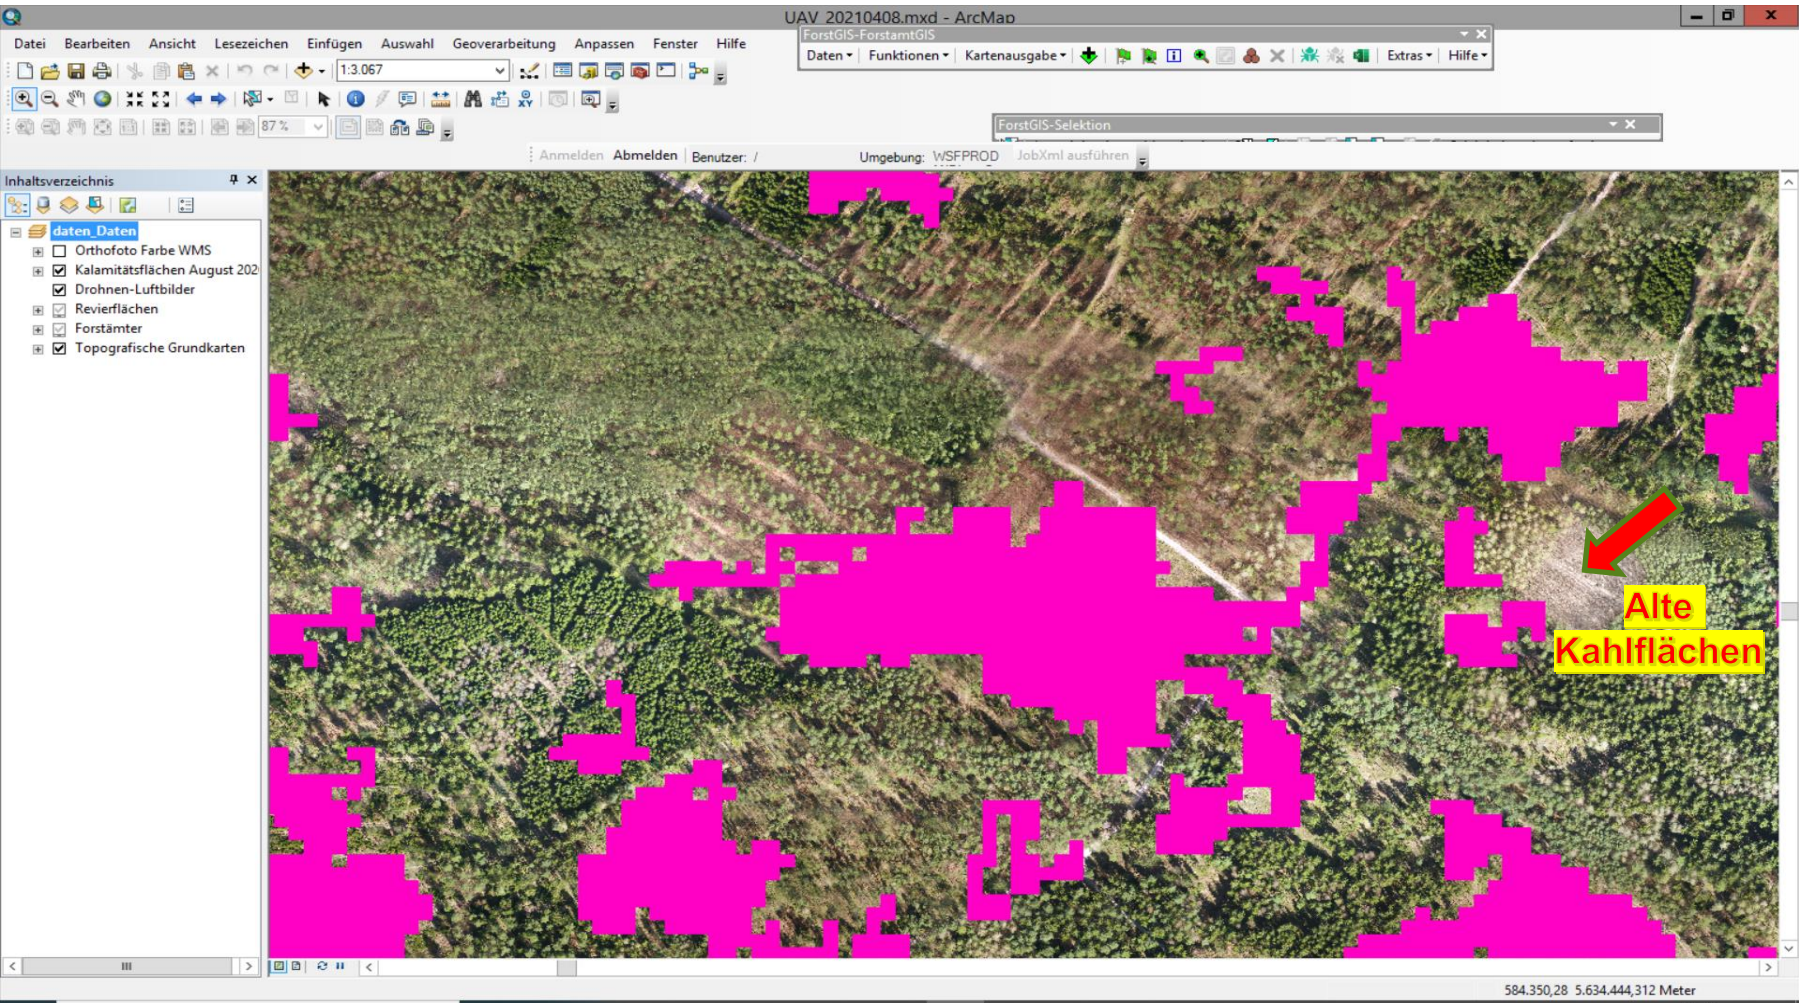 UAV_20210408.mxd - ArcMap
ForstGIS-ForstamtGIS
Datei Bearbeiten Ansicht Lesezeichen Einfügen Auswahl Geoverarbeitung Anpassen Fenster Hilfe
Daten Funktionen Kartenausgabe Extras Hilfe
1:3.067
87%
ForstGIS-Selektion
Anmelden Abmelden Benutzer: / Umgebung: WSFPROD JobXml ausführen
Inhaltsverzeichnis
daten_Daten
Orthofoto Farbe WMS
Kalamitätsflächen August 202
Drohnen-Luftbilder
Revierflächen
Forstämter
Topografische Grundkarten
Alte
Kahlflächen
584.350,28 5.634.444,312 Meter